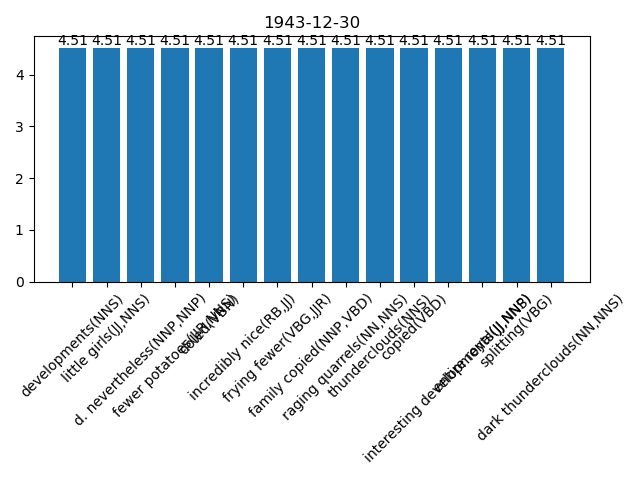 1943-12-30
4.51 4.51 4.51 4.51 4.51 4.51 4.51 4.51 4.51 4.51 4.51 4.51 4.51 4.51 4.51
4
3
2
1
0
developments(NNS)
little girls(JJ,NNS)
d. nevertheless(NNP,NNP)
fewer potatoes(JJR,NNS)
incredibly nice(RB,JJ)
frying fewer(VBG,JJR)
family copied(NNP,VBD)
raging quarrels(NN,NNS)
thunderclouds(NNS)
copied(VBD)
interesting developments(JJ,NNS)
splitting(VBG)
dark thunderclouds(NN,NNS)